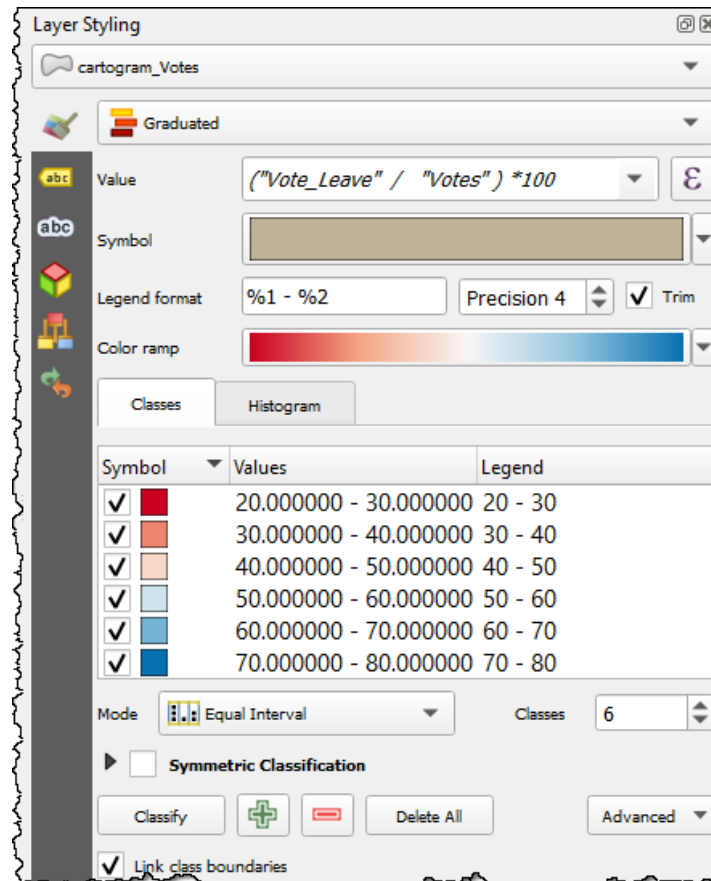 Layer Styling
cartogram_Votes
Graduated
abc
Value ("Vote_Leave" / "Votes" ) *100 ε
abc
Symbol
Legend format %1 - %2 Precision 4 Trim
Color ramp
Classes Histogram
Symbol Values Legend
20.000000 - 30.000000 20 - 30
30.000000 - 40.000000 30 - 40
40.000000 - 50.000000 40 - 50
50.000000 - 60.000000 50 - 60
60.000000 - 70.000000 60 - 70
70.000000 - 80.000000 70 - 80
Mode Equal Interval Classes 6
Symmetric Classification
Classify Delete All Advanced
Link class boundaries